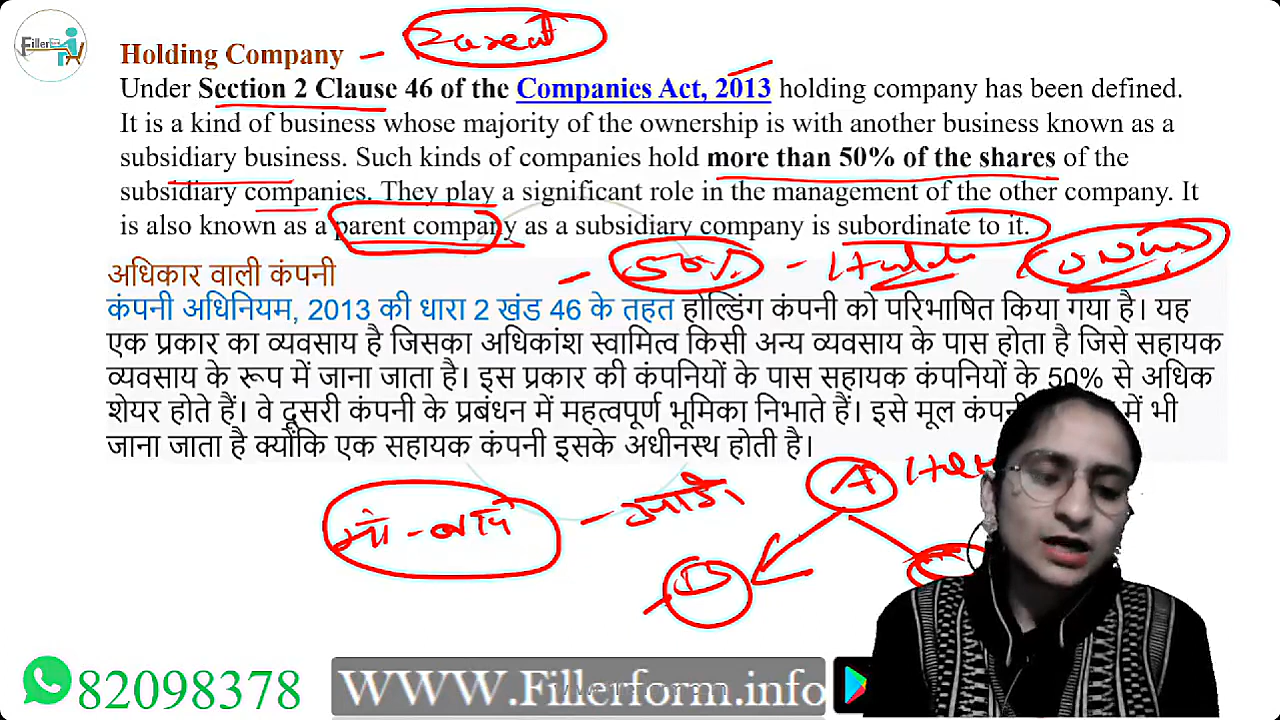 Filler
Holding Company - Parent
Under Section 2 Clause 46 of the Companies Act, 2013 holding company has been defined.
It is a kind of business whose majority of the ownership is with another business known as a
subsidiary business. Such kinds of companies hold more than 50% of the shares of the
subsidiary companies. They play a significant role in the management of the other company. It
is also known as a parent company as a subsidiary company is subordinate to it.
अधिकार वाली कंपनी
- 50% -
कंपनी अधिनियम, 2013 की धारा 2 खंड 46 के तहत होल्डिंग कंपनी को परिभाषित किया गया है। यह
एक प्रकार का व्यवसाय है जिसका अधिकांश स्वामित्व किसी अन्य व्यवसाय के पास होता है जिसे सहायक
व्यवसाय के रूप में जाना जाता है। इस प्रकार की कंपनियों के पास सहायक कंपनियों के 50% से अधिक
शेयर होते हैं। वे दूसरी कंपनी के प्रबंधन में महत्वपूर्ण भूमिका निभाते हैं। इसे मूल कंपनी में भी
जाना जाता है क्योंकि एक सहायक कंपनी इसके अधीनस्थ होती है।
A
82098378
WWW.Fillerform.info